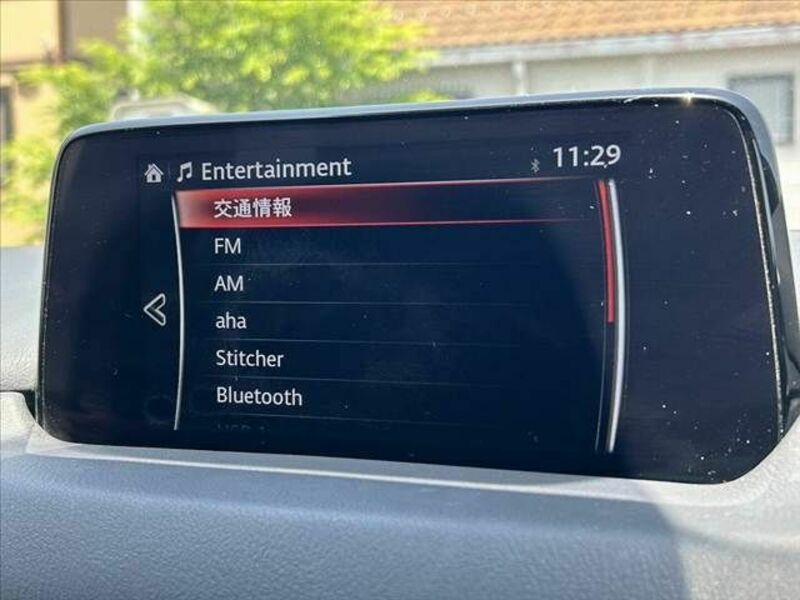 Entertainment
11:29
交通情報
FM
AM
aha
Stitcher
Bluetooth